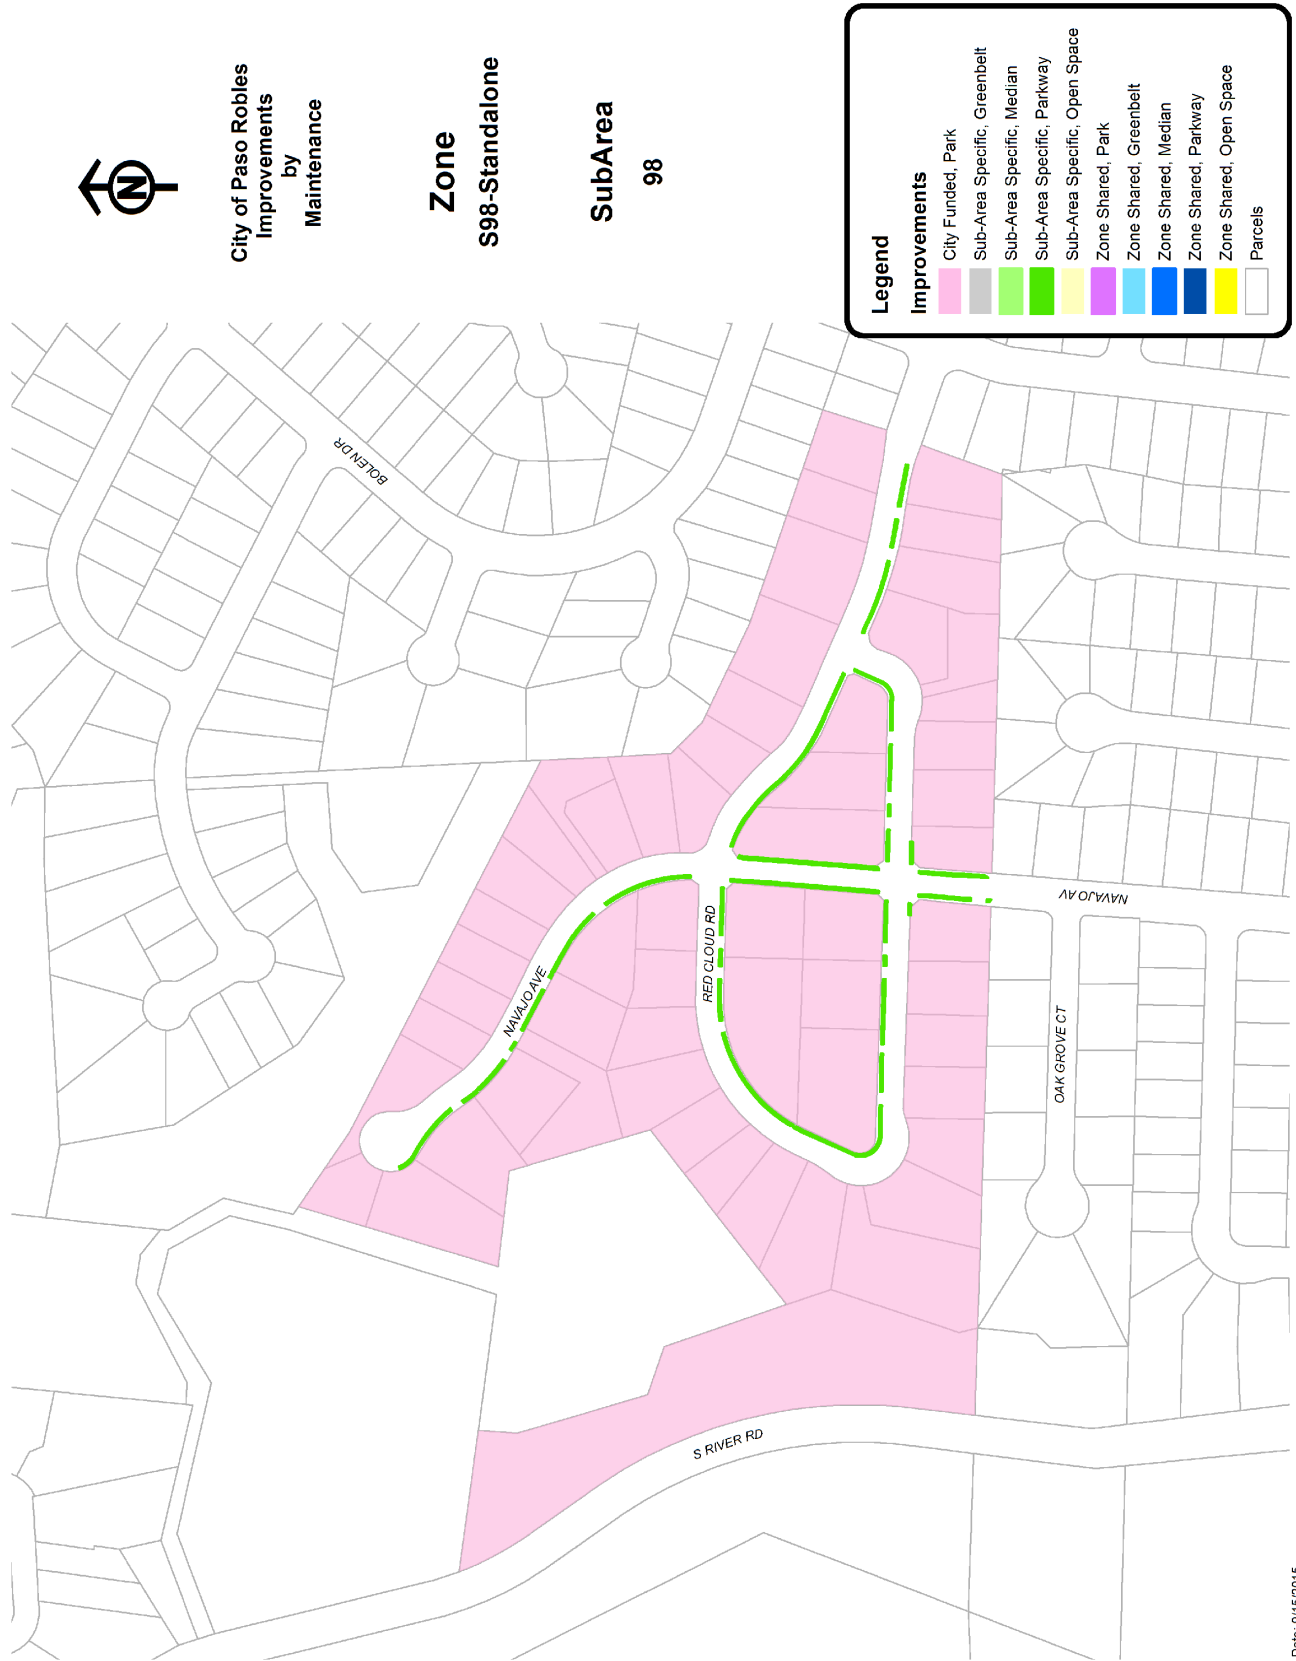 N
City of Paso Robles
Improvements
by
Maintenance
Zone
S98-Standalone
SubArea
98
Legend
Improvements
City Funded, Park
Sub-Area Specific, Greenbelt
Sub-Area Specific, Median
Sub-Area Specific, Parkway
Sub-Area Specific, Open Space
Zone Shared, Park
Zone Shared, Greenbelt
Zone Shared, Median
Zone Shared, Parkway
Zone Shared, Open Space
Parcels
BOLEN DR
NAVAJO AVE
RED CLOUD RD
NAVAJO AV
OAK GROVE CT
S RIVER RD